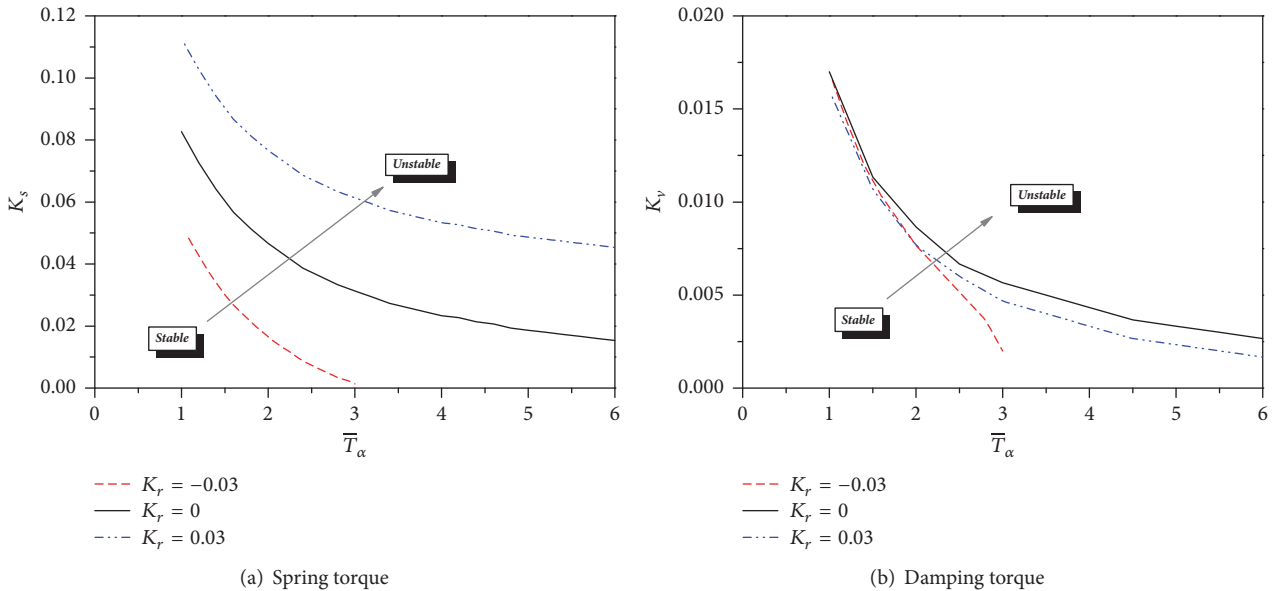 0.12
0.10
0.08
0.06
0.04
0.02
0.00
K_s
Unstable
Stable
0 1 2 3 4 5 6
T̅_α
K_r = −0.03
K_r = 0
K_r = 0.03
(a) Spring torque
0.020
0.015
0.010
0.005
0.000
K_v
Unstable
Stable
0 1 2 3 4 5 6
T̅_α
K_r = −0.03
K_r = 0
K_r = 0.03
(b) Damping torque